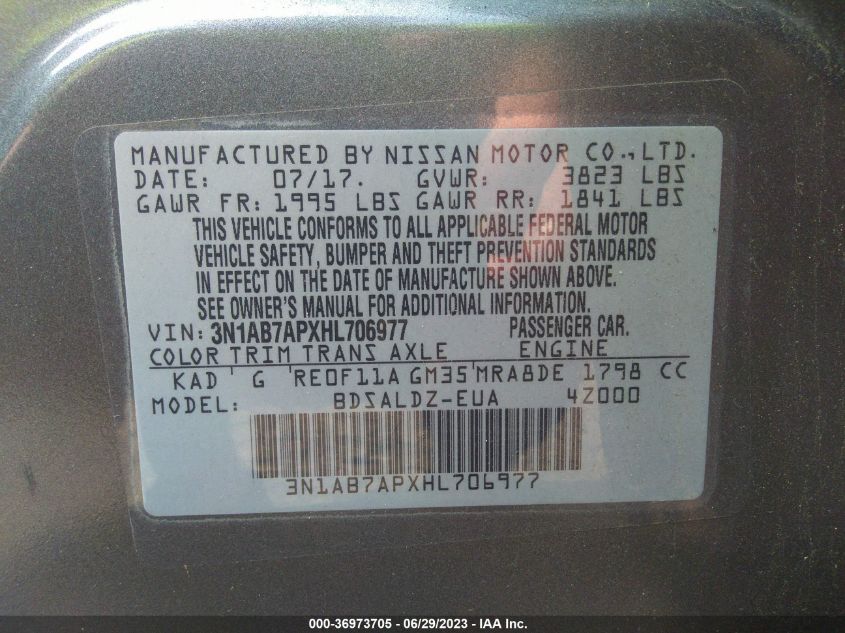 MANUFACTURED BY NISSAN MOTOR CO.,LTD.
DATE: 07/17. GVWR: 3823 LBS
GAWR FR: 1995 LBS GAWR RR: 1841 LBS
THIS VEHICLE CONFORMS TO ALL APPLICABLE FEDERAL MOTOR
VEHICLE SAFETY, BUMPER AND THEFT PREVENTION STANDARDS
IN EFFECT ON THE DATE OF MANUFACTURE SHOWN ABOVE.
SEE OWNER'S MANUAL FOR ADDITIONAL INFORMATION.
VIN: 3N1AB7APXHL706977 PASSENGER CAR.
COLOR TRIM TRANS AXLE ENGINE
KAD G RE0F11A GM35 MRA8DE 1798 CC
MODEL: BDSALDZ-EUA 4Z000
3N1AB7APXHL706977
000-36973705 - 06/29/2023 - IAA Inc.